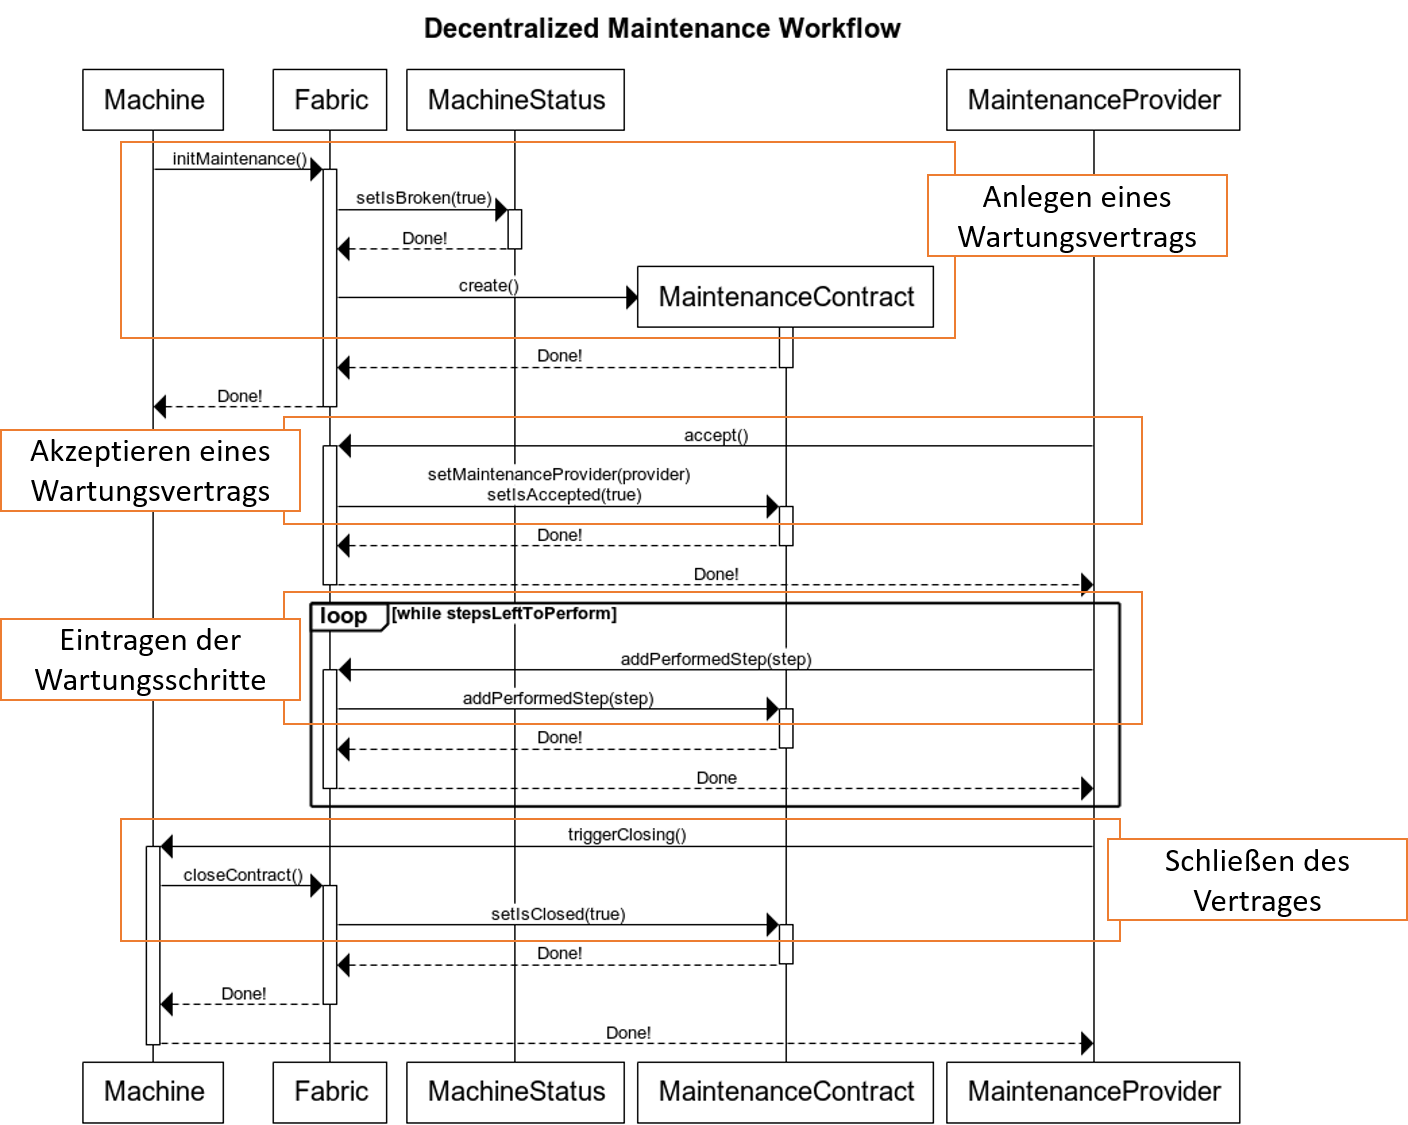 Decentralized Maintenance Workflow
Machine
Fabric
MachineStatus
MaintenanceProvider
initMaintenance()
setIsBroken(true)
Anlegen eines
Wartungsvertrags
Done!
create()
MaintenanceContract
Done!
Done!
accept()
Akzeptieren eines
Wartungsvertrags
setMaintenanceProvider(provider)
setIsAccepted(true)
Done!
Done!
loop
[while stepsLeftToPerform]
Eintragen der
Wartungsschritte
addPerformedStep(step)
addPerformedStep(step)
Done!
Done
triggerClosing()
Schließen des
Vertrages
closeContract()
setIsClosed(true)
Done!
Done!
Done!
Machine
Fabric
MachineStatus
MaintenanceContract
MaintenanceProvider